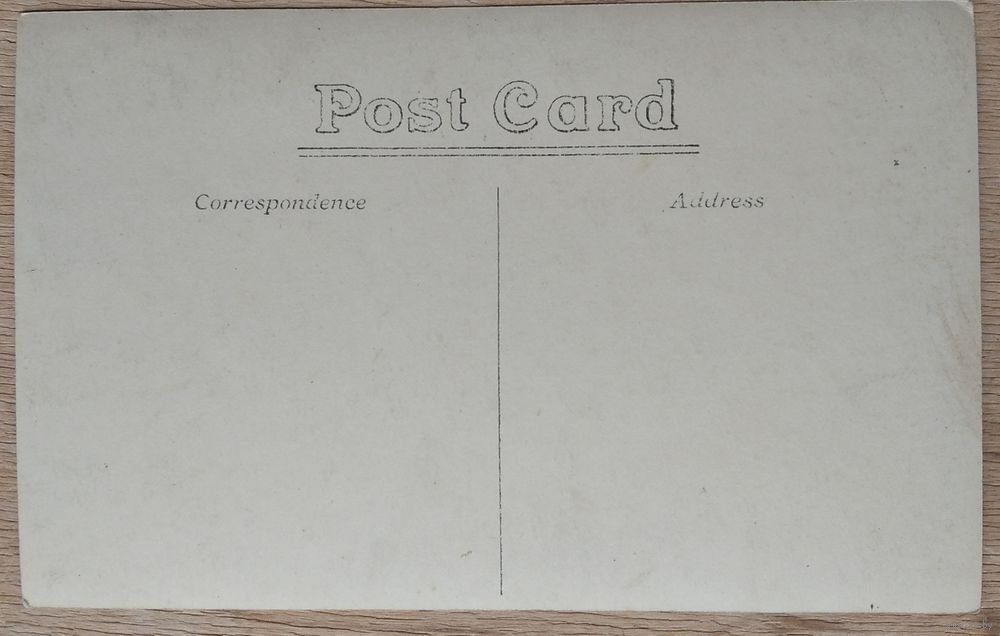 Post Card
Correspondence
Address